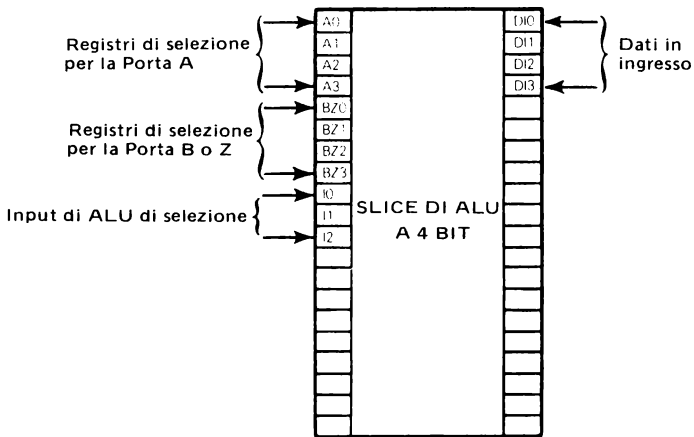 Registri di selezione
per la Porta A
Registri di selezione
per la Porta B o Z
Input di ALU di selezione
A0
A1
A2
A3
BZ0
BZ1
BZ2
BZ3
I0
I1
I2
SLICE DI ALU
A 4 BIT
DI0
DI1
DI2
DI3
Dati in
ingresso